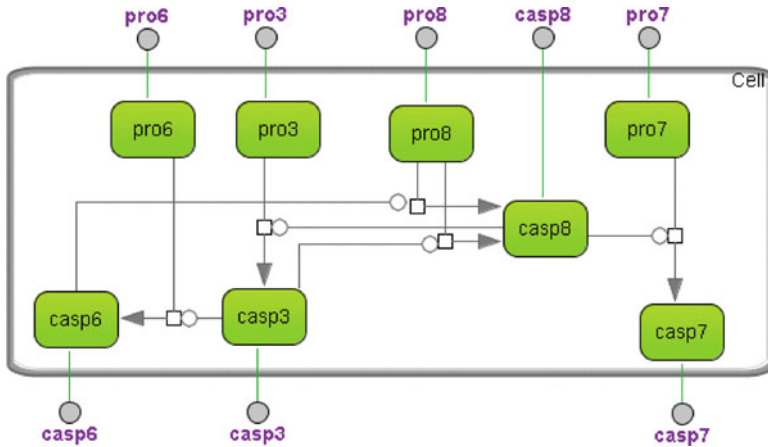 pro6 pro3 pro8 casp8 pro7
Cell
pro6 pro3 pro8 pro7
casp8
casp6 casp3 casp7
casp6 casp3 casp7